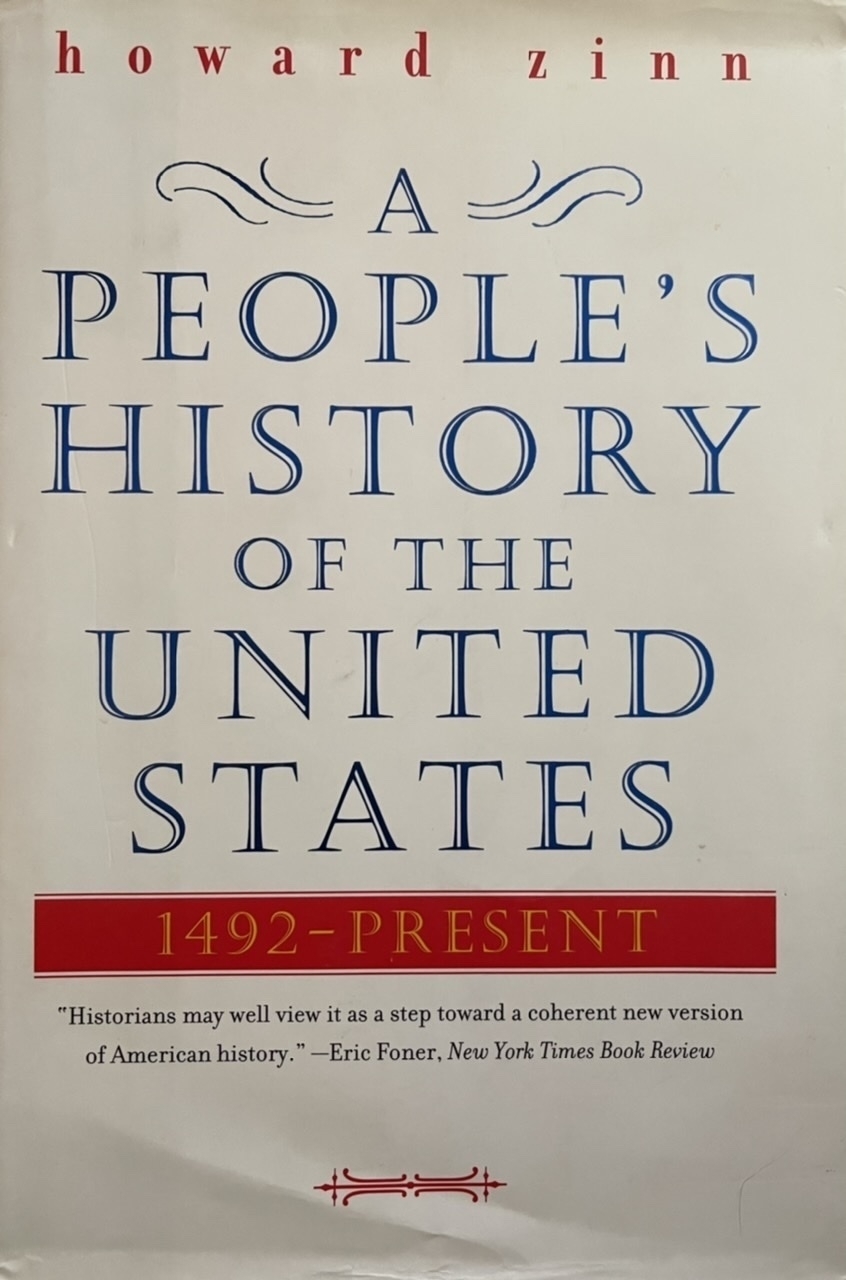 howard zinn
A
PEOPLE’S
HISTORY
OF THE
UNITED
STATES
1492–PRESENT
"Historians may well view it as a step toward a coherent new version
of American history.” —Eric Foner, New York Times Book Review